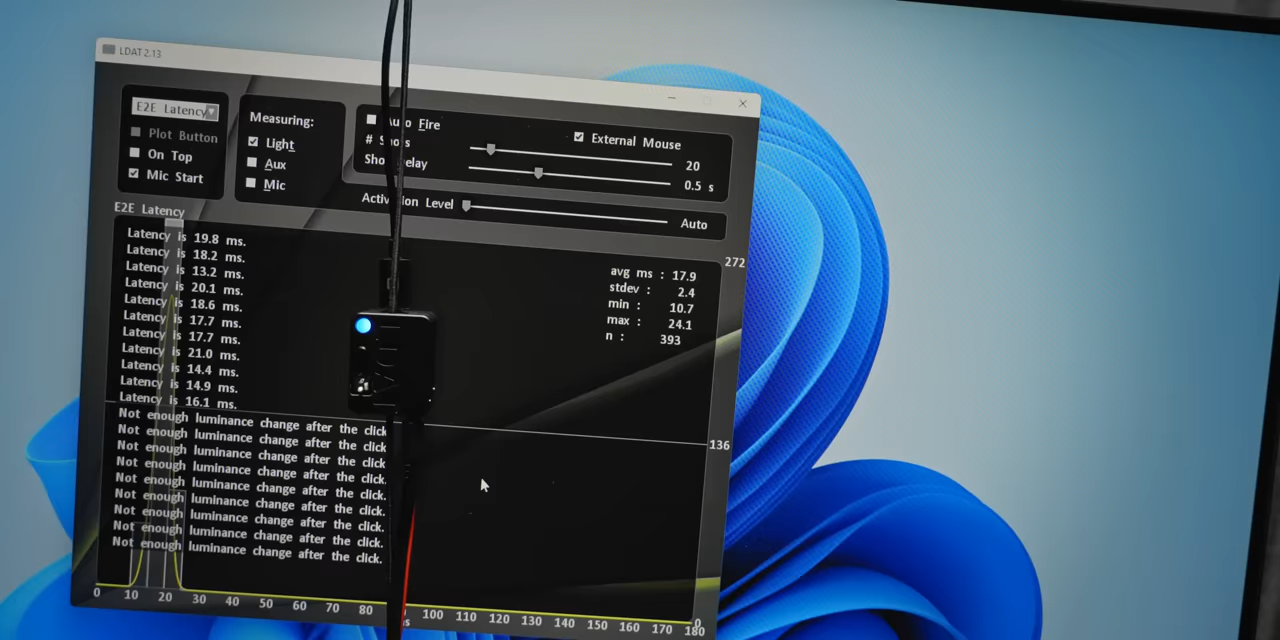 LDAT 2.13
E2E Latency
Plot Button
On Top
Mic Start
Measuring:
Light
Aux
Mic
Auto Fire
External Mouse
# Shots
20
Delay
0.5 s
Level
Auto
E2E Latency
272
Latency is 19.8 ms.
Latency is 18.2 ms.
Latency is 13.2 ms.
Latency is 20.1 ms.
Latency is 18.6 ms.
Latency is 17.7 ms.
Latency is 17.7 ms.
Latency is 21.0 ms.
Latency is 14.4 ms.
Latency is 14.9 ms.
Latency is 16.1 ms.
avg ms : 17.9
stdev : 2.4
min : 10.7
max : 24.1
n : 393
136
Not enough luminance change after the click
Not enough luminance change after the click.
Not enough luminance change after the click.
Not enough luminance change after the click.
Not enough luminance change after the click.
Not enough luminance change after the click.
Not enough luminance change after the click.
Not enough luminance change after the click.
Not enough luminance change after the click.
0
0 10 20 30 40 50 60 70 80 100 110 120 130 140 150 160 170 180